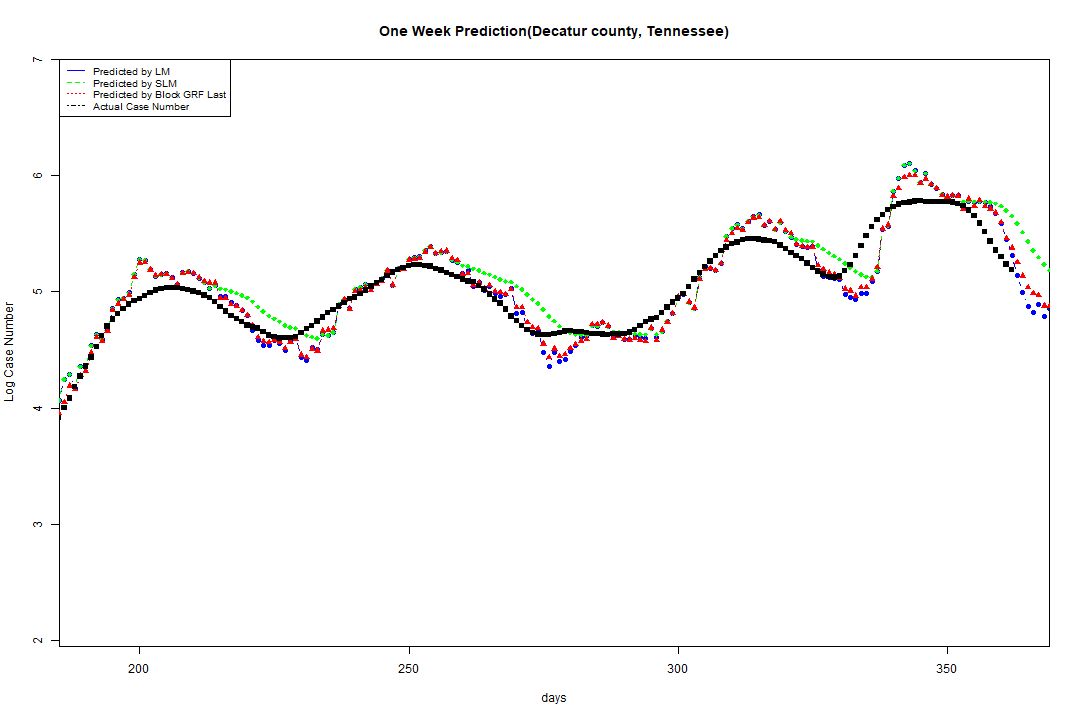 One Week Prediction(Decatur county, Tennessee)
7
Predicted by LM
Predicted by SLM
Predicted by Block GRF Last
Actual Case Number
6
5
4
3
2
Log Case Number
200 250 300 350
days